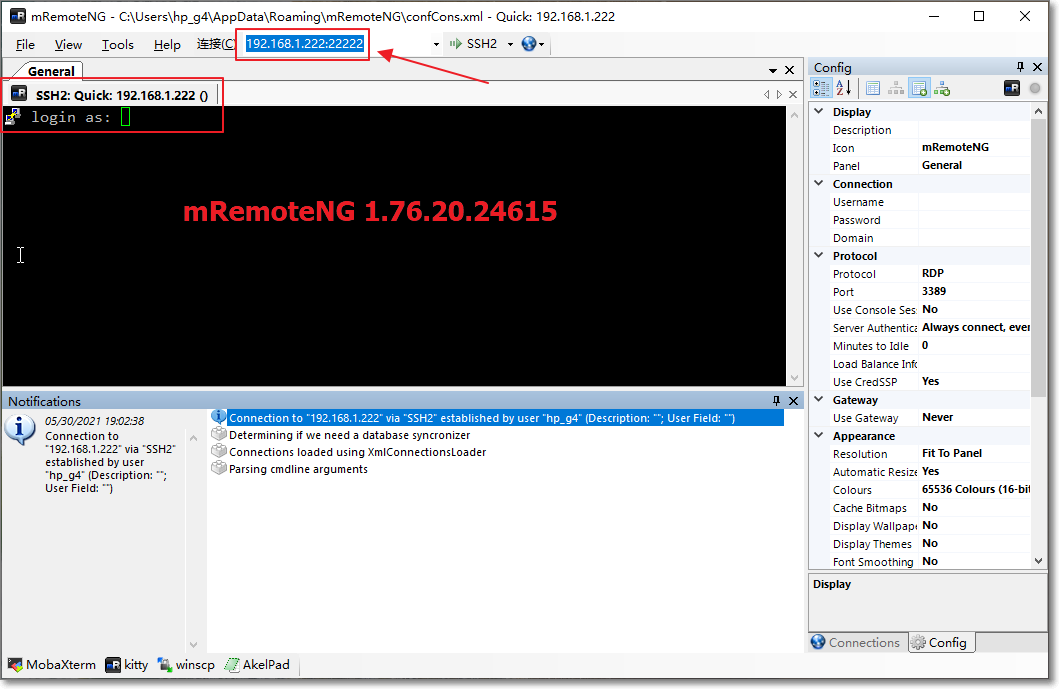 mRemoteNG - C:\Users\hp_g4\AppData\Roaming\mRemoteNG\confCons.xml - Quick: 192.168.1.222
File View Tools Help 连接(C 192.168.1.222:22222 SSH2
General
SSH2: Quick: 192.168.1.222 ()
login as:
mRemoteNG 1.76.20.24615
Notifications
05/30/2021 19:02:38
Connection to
"192.168.1.222" via "SSH2"
established by user
"hp_g4" (Description: "";
User Field: "")
Connection to "192.168.1.222" via "SSH2" established by user "hp_g4" (Description: ""; User Field: "")
Determining if we need a database syncronizer
Connections loaded using XmlConnectionsLoader
Parsing cmdline arguments
Config
Display
Description
Icon mRemoteNG
Panel General
Connection
Username
Password
Domain
Protocol
Protocol RDP
Port 3389
Use Console Ses No
Server Authentica Always connect, even
Minutes to Idle 0
Load Balance Info
Use CredSSP Yes
Gateway
Use Gateway Never
Appearance
Resolution Fit To Panel
Automatic Resize Yes
Colours 65536 Colours (16-bit
Cache Bitmaps No
Display Wallpape No
Display Themes No
Font Smoothing No
Display
Connections Config
MobaXterm kitty winscp AkelPad